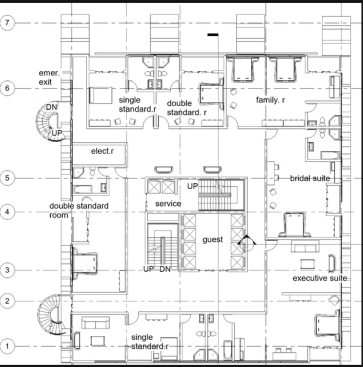 7
6
emer.
exit
DN
UP
single
standard.r
double
standard. r
family. r
elect.r
5
UP
bridal suite
service
4
double standard
room
guest
3
UP DN
executive suite
2
1
single
standard.r